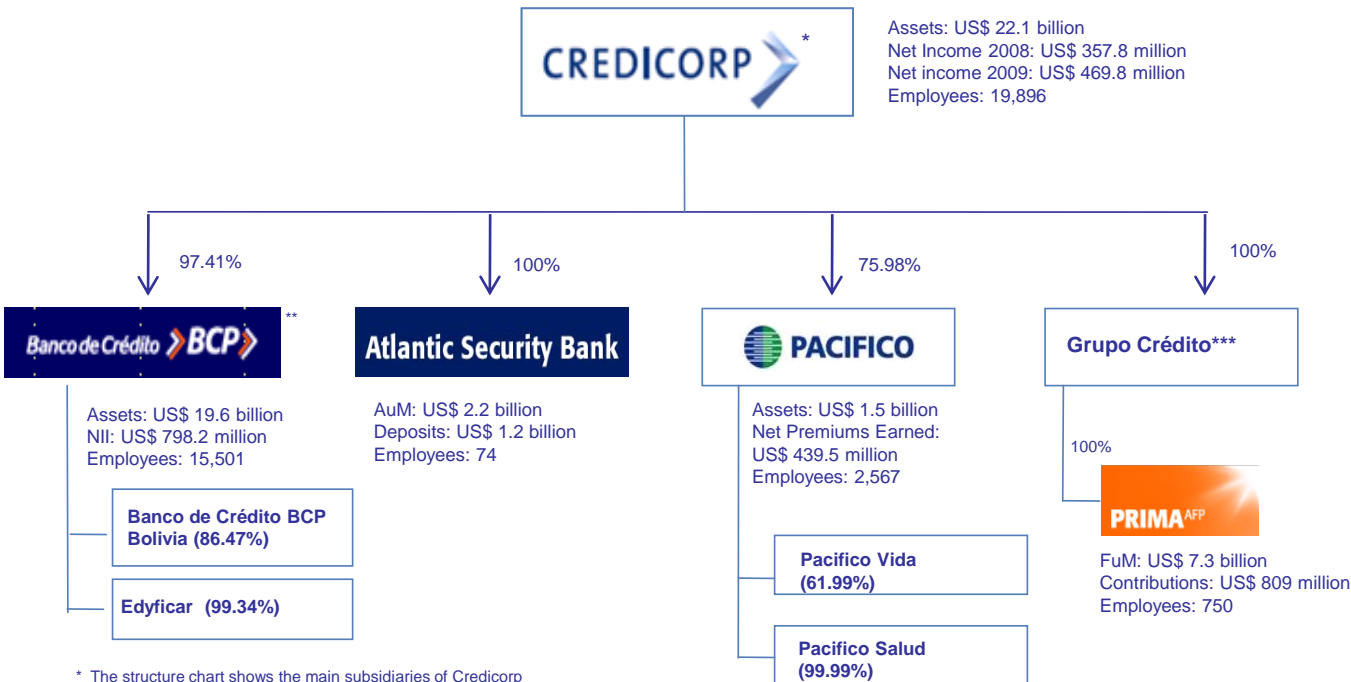 CREDICORP
*
Assets: US$ 22.1 billion
Net Income 2008: US$ 357.8 million
Net income 2009: US$ 469.8 million
Employees: 19,896
97.41%
100%
75.98%
100%
Banco de Crédito BCP
**
Atlantic Security Bank
PACIFICO
Grupo Crédito***
Assets: US$ 19.6 billion
NII: US$ 798.2 million
Employees: 15,501
AuM: US$ 2.2 billion
Deposits: US$ 1.2 billion
Employees: 74
Assets: US$ 1.5 billion
Net Premiums Earned:
US$ 439.5 million
Employees: 2,567
100%
PRIMA AFP
FuM: US$ 7.3 billion
Contributions: US$ 809 million
Employees: 750
Banco de Crédito BCP
Bolivia (86.47%)
Edyficar (99.34%)
Pacifico Vida
(61.99%)
Pacifico Salud
(99.99%)
* The structure chart shows the main subsidiaries of Credicorp